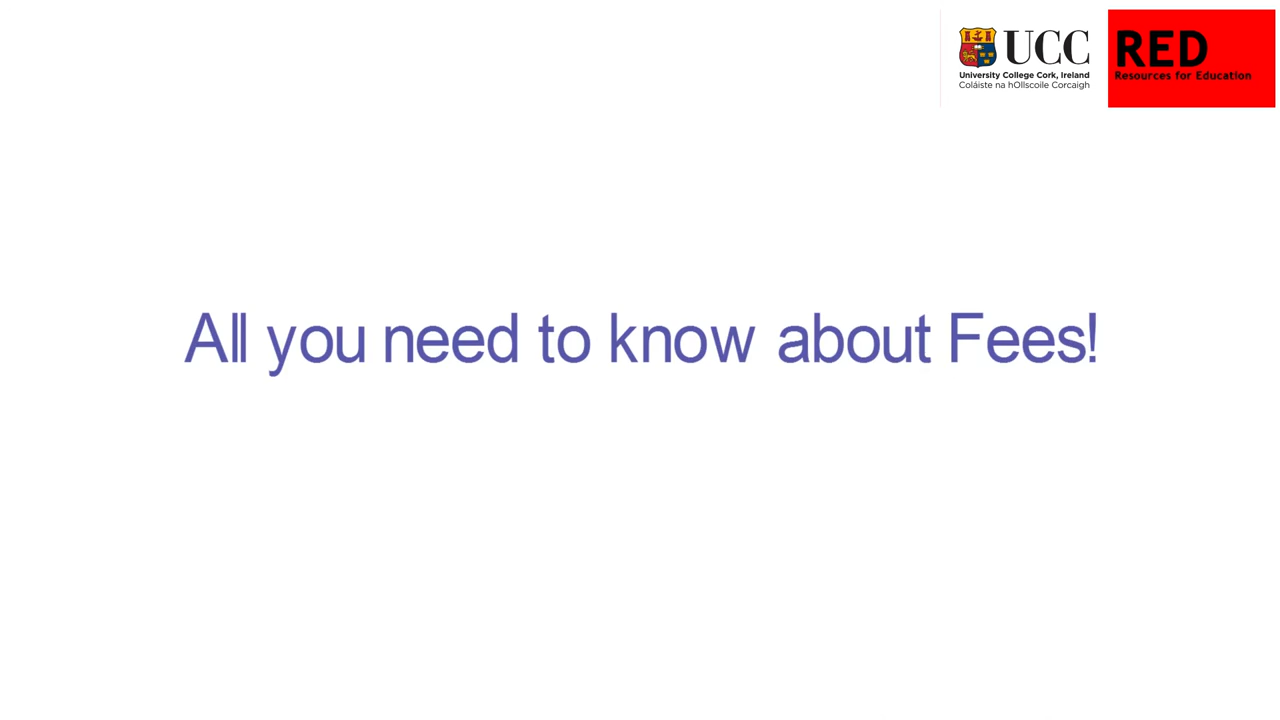 UCC
University College Cork, Ireland
Coláiste na hOllscoile Corcaigh
RED
Resources for Education
All you need to know about Fees!